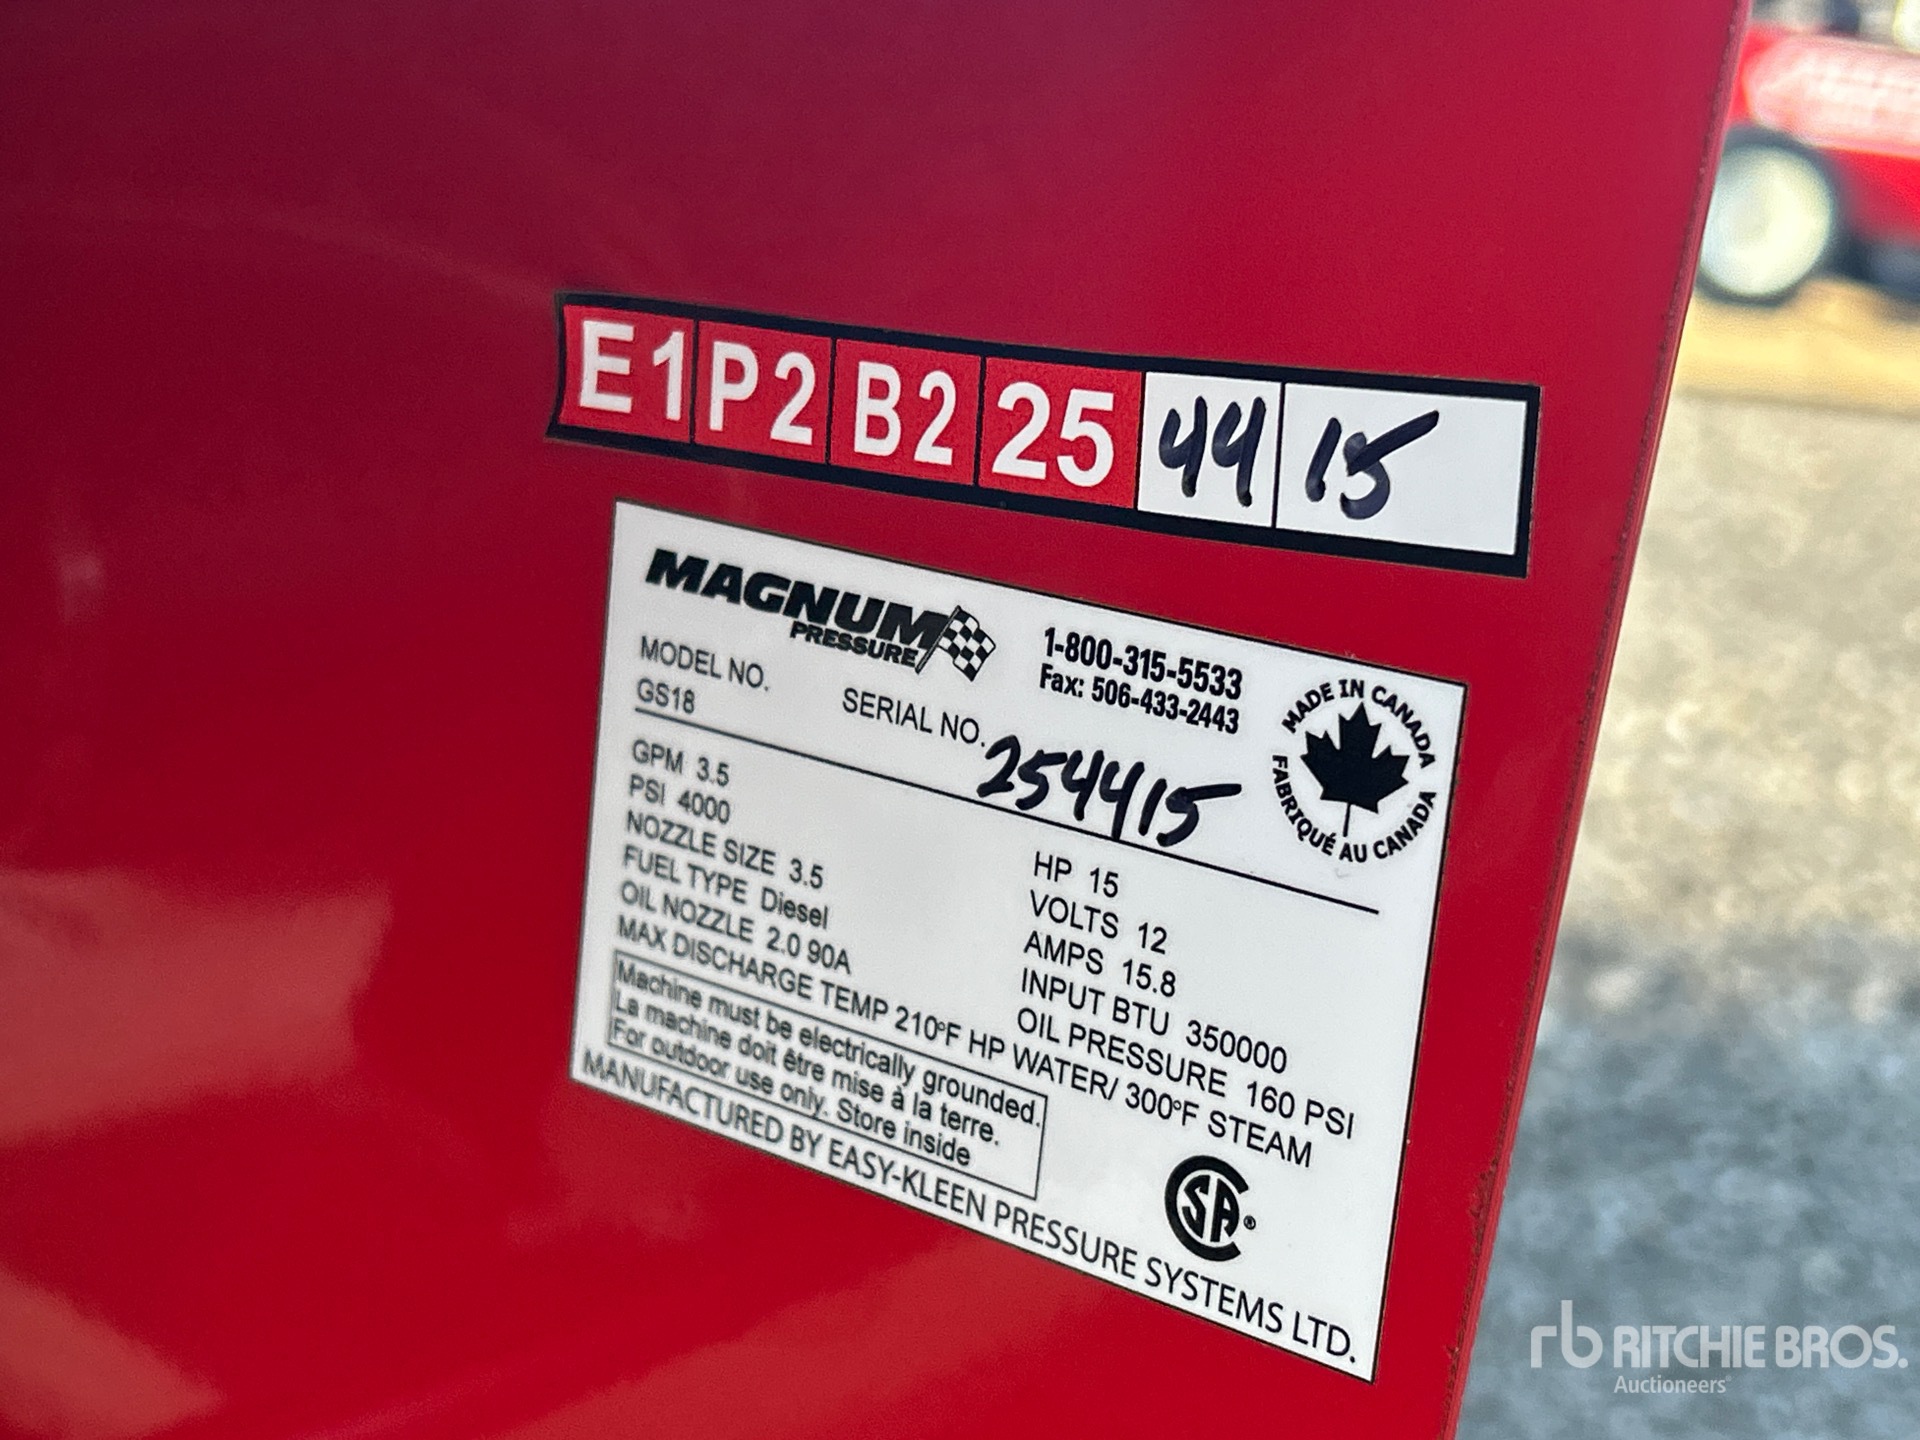 E1 P2 B2 25 44 15
MAGNUM
PRESSURE
1-800-315-5533
Fax: 506-433-2443
MADE IN CANADA
FABRIQUÉ AU CANADA
MODEL NO.
GS18
SERIAL NO. 254415
GPM 3.5
PSI 4000
NOZZLE SIZE 3.5
FUEL TYPE Diesel
OIL NOZZLE 2.0 90A
HP 15
VOLTS 12
AMPS 15.8
INPUT BTU 350000
OIL PRESSURE 160 PSI
MAX DISCHARGE TEMP 210°F HP WATER/ 300°F STEAM
Machine must be electrically grounded.
La machine doit être mise à la terre.
For outdoor use only. Store inside
SA®
MANUFACTURED BY EASY-KLEEN PRESSURE SYSTEMS LTD.
rb RITCHIE BROS.
Auctioneers